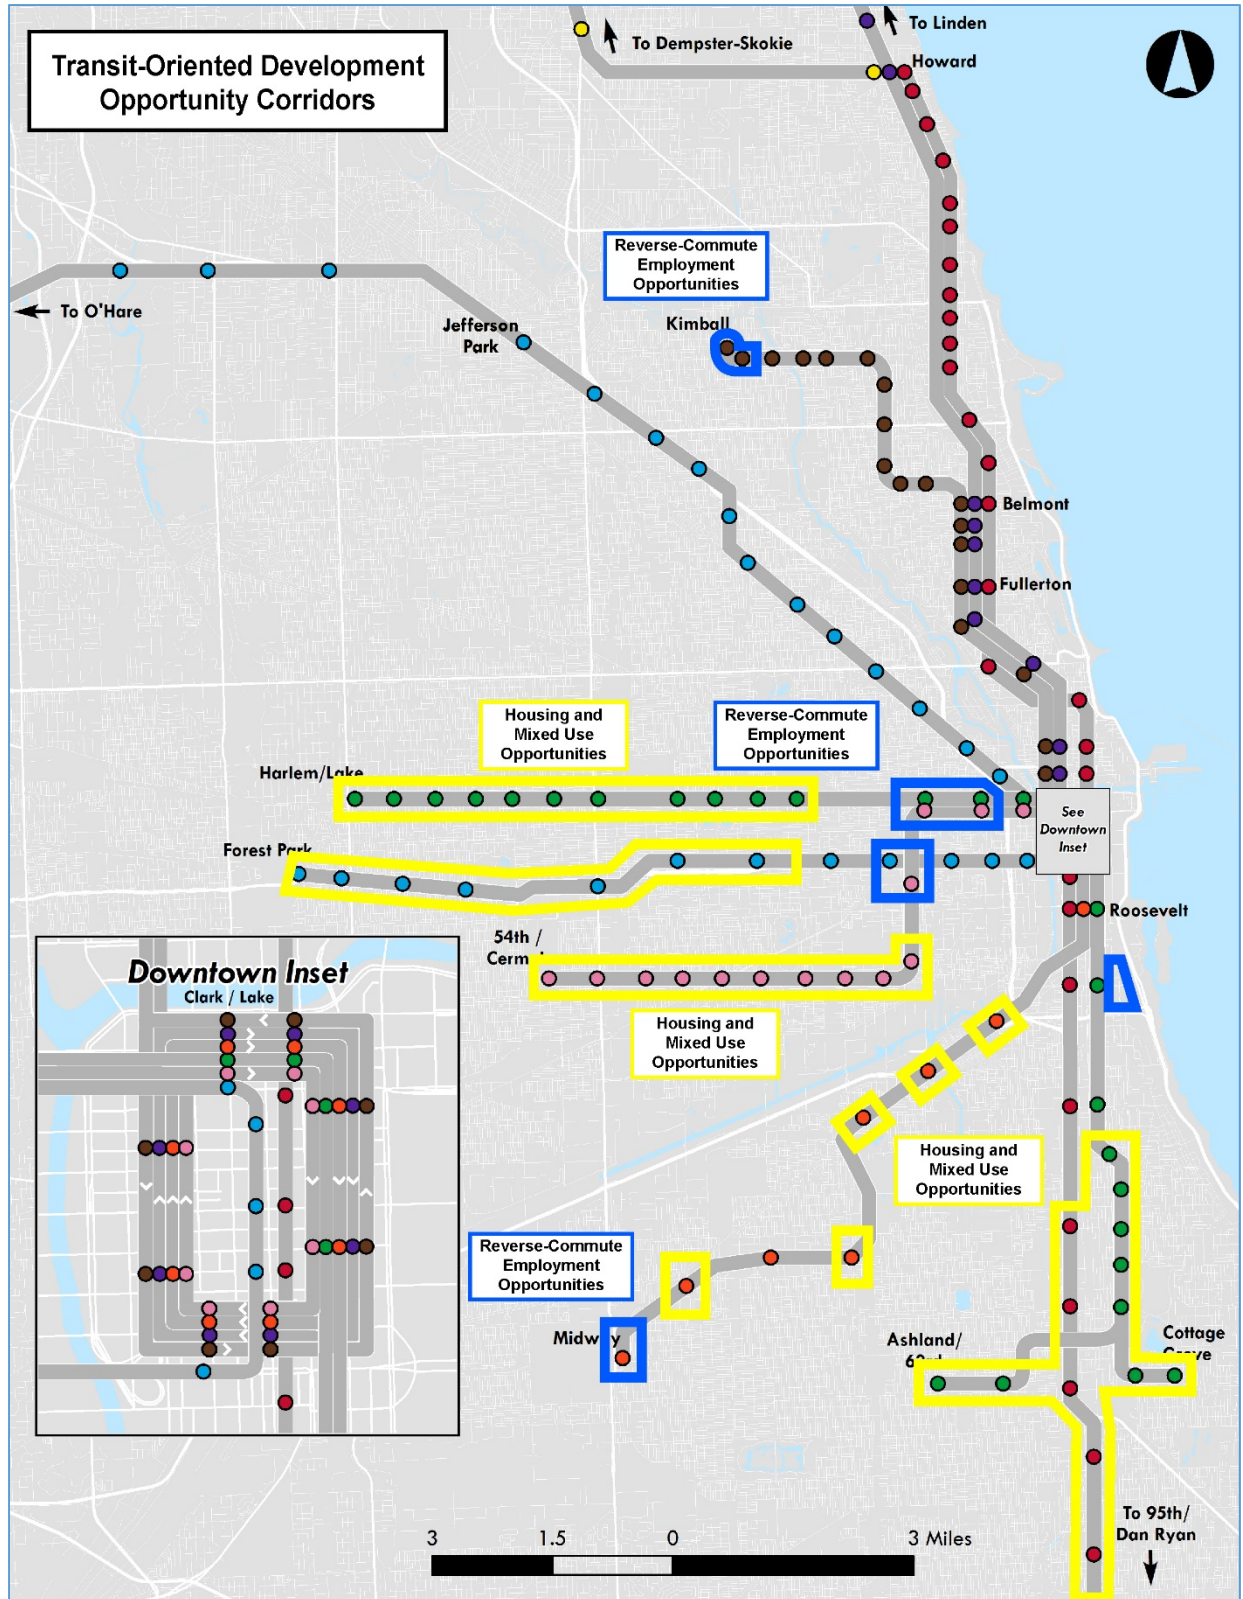 Transit-Oriented Development
Opportunity Corridors
To Dempster-Skokie
To Linden
Howard
Reverse-Commute
Employment
Opportunities
To O'Hare
Jefferson
Park
Kimball
Belmont
Fullerton
Housing and
Mixed Use
Opportunities
Reverse-Commute
Employment
Opportunities
Harlem/Lake
See
Downtown
Inset
Forest Park
Roosevelt
54th /
Downtown Inset
Clark / Lake
Housing and
Mixed Use
Opportunities
Housing and
Mixed Use
Opportunities
Reverse-Commute
Employment
Opportunities
Midway
Ashland/
63rd
Cottage
Grove
To 95th/
Dan Ryan
3
1.5
0
3 Miles